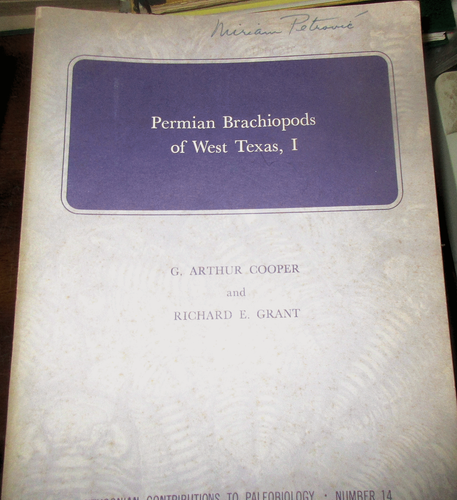 Miriam Petrović
Permian Brachiopods
of West Texas, I
G. ARTHUR COOPER
and
RICHARD E. GRANT
CONTRIBUTIONS TO PALEOBIOLOGY • NUMBER 14